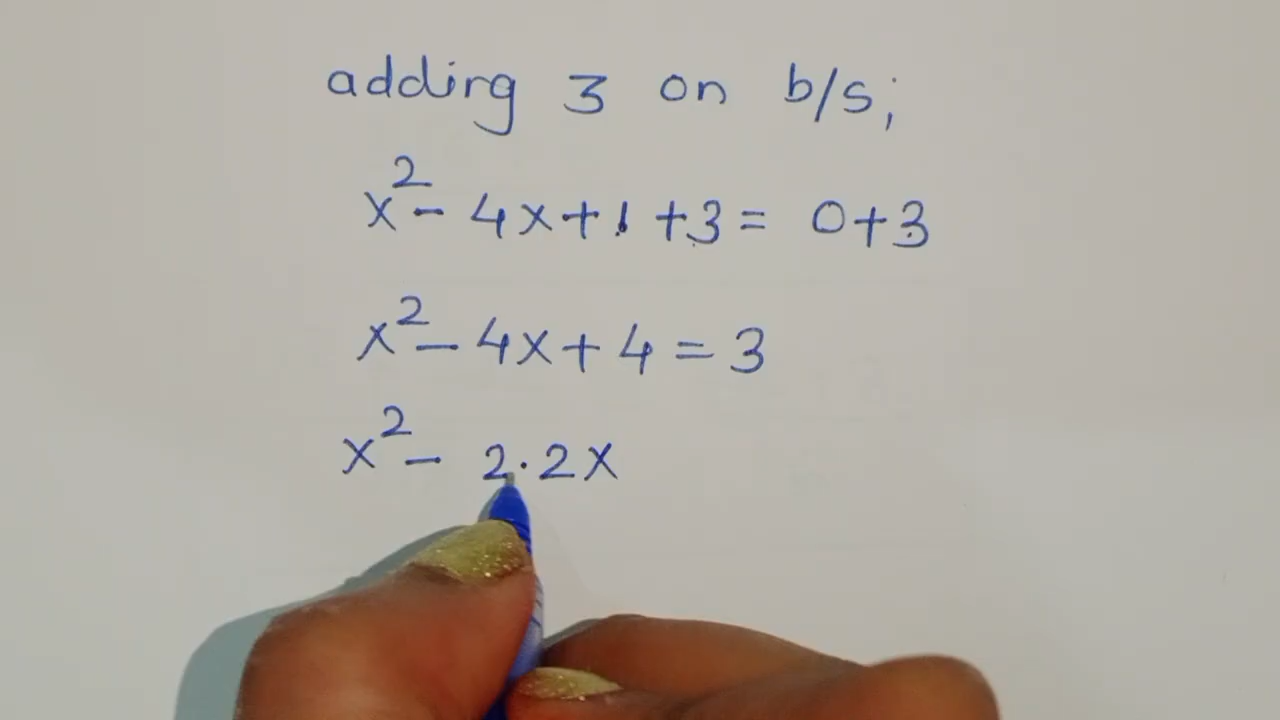 adding 3 on b/s;
x² - 4x + 1 + 3 = 0 + 3
x² - 4x + 4 = 3
x² - 2.2x